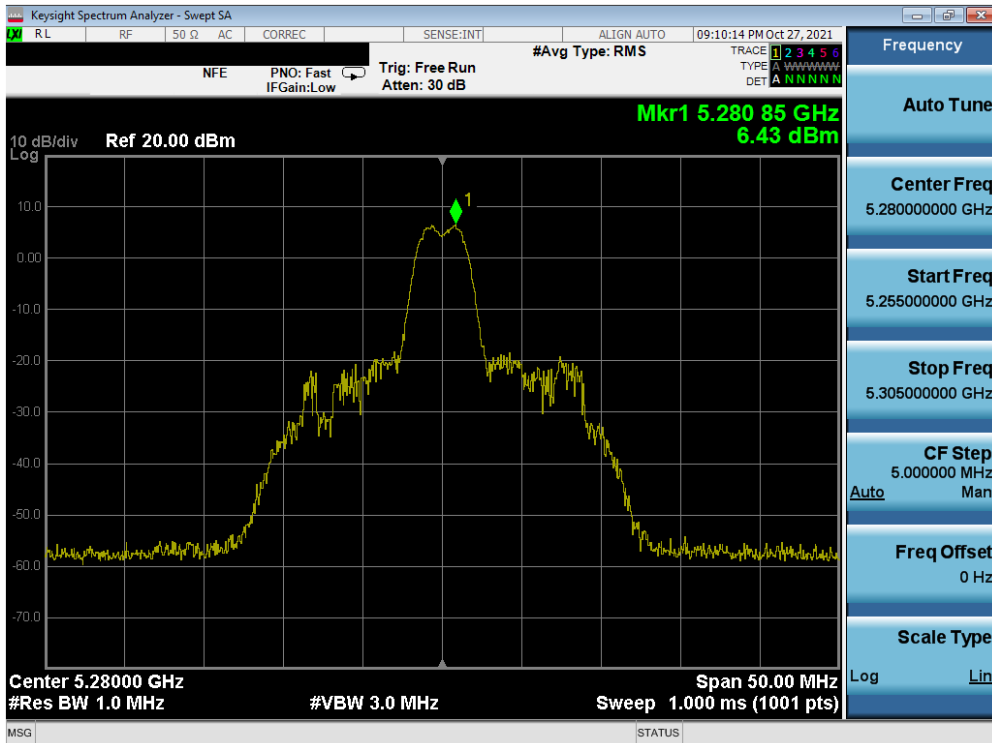 Keysight Spectrum Analyzer - Swept SA
LXI RL RF 50 Ω AC CORREC SENSE:INT ALIGN AUTO 09:10:14 PM Oct 27, 2021
NFE PNO: Fast IFGain:Low Trig: Free Run Atten: 30 dB #Avg Type: RMS
TRACE 1 2 3 4 5 6
TYPE A WWWWW
DET A N N N N N
Mkr1 5.280 85 GHz
6.43 dBm
10 dB/div Ref 20.00 dBm
Log
1
10.0
0.00
-10.0
-20.0
-30.0
-40.0
-50.0
-60.0
-70.0
Center 5.28000 GHz Span 50.00 MHz
#Res BW 1.0 MHz #VBW 3.0 MHz Sweep 1.000 ms (1001 pts)
MSG STATUS
Frequency
Auto Tune
Center Freq
5.280000000 GHz
Start Freq
5.255000000 GHz
Stop Freq
5.305000000 GHz
CF Step
5.000000 MHz
Auto Man
Freq Offset
0 Hz
Scale Type
Log Lin